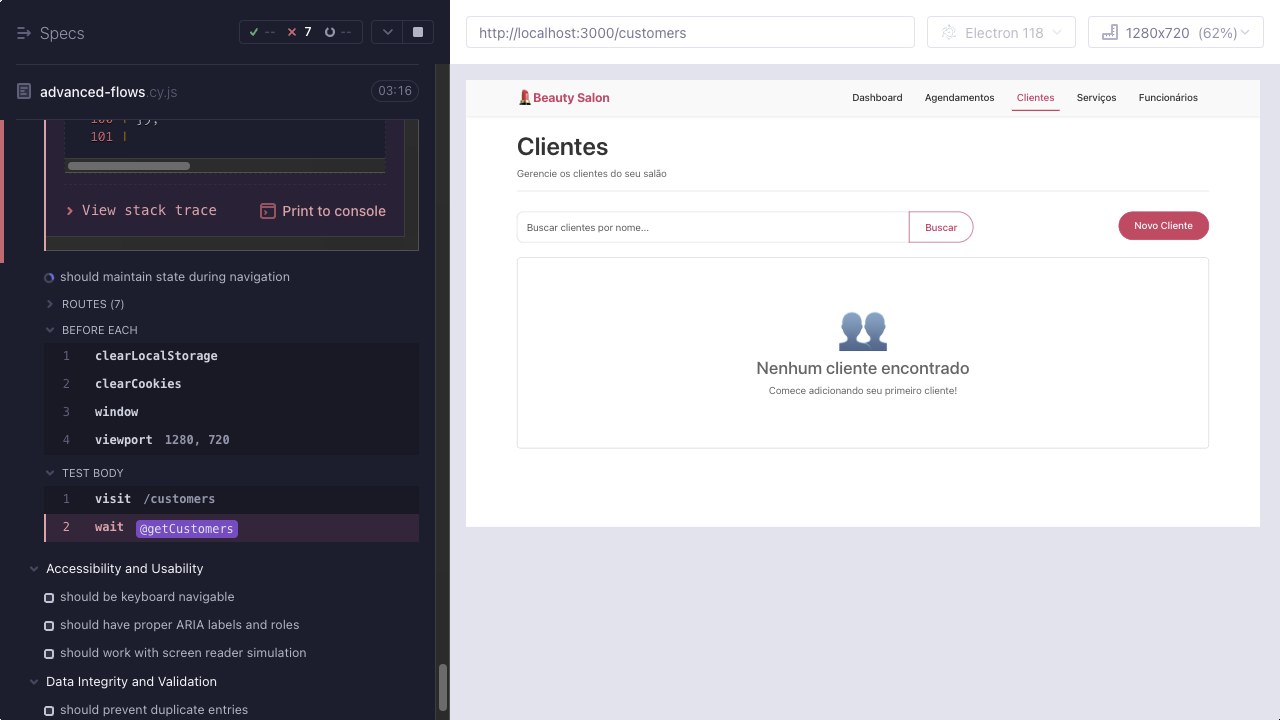 Specs
-- 7 --
advanced-flows.cy.js
03:16
100 | });
101 |
View stack trace
Print to console
should maintain state during navigation
ROUTES (7)
BEFORE EACH
1 clearLocalStorage
2 clearCookies
3 window
4 viewport 1280, 720
TEST BODY
1 visit /customers
2 wait @getCustomers
Accessibility and Usability
should be keyboard navigable
should have proper ARIA labels and roles
should work with screen reader simulation
Data Integrity and Validation
should prevent duplicate entries
http://localhost:3000/customers
Electron 118
1280x720 (62%)
Beauty Salon
Dashboard Agendamentos Clientes Serviços Funcionários
Clientes
Gerencie os clientes do seu salão
Buscar clientes por nome...
Buscar
Novo Cliente
Nenhum cliente encontrado
Comece adicionando seu primeiro cliente!